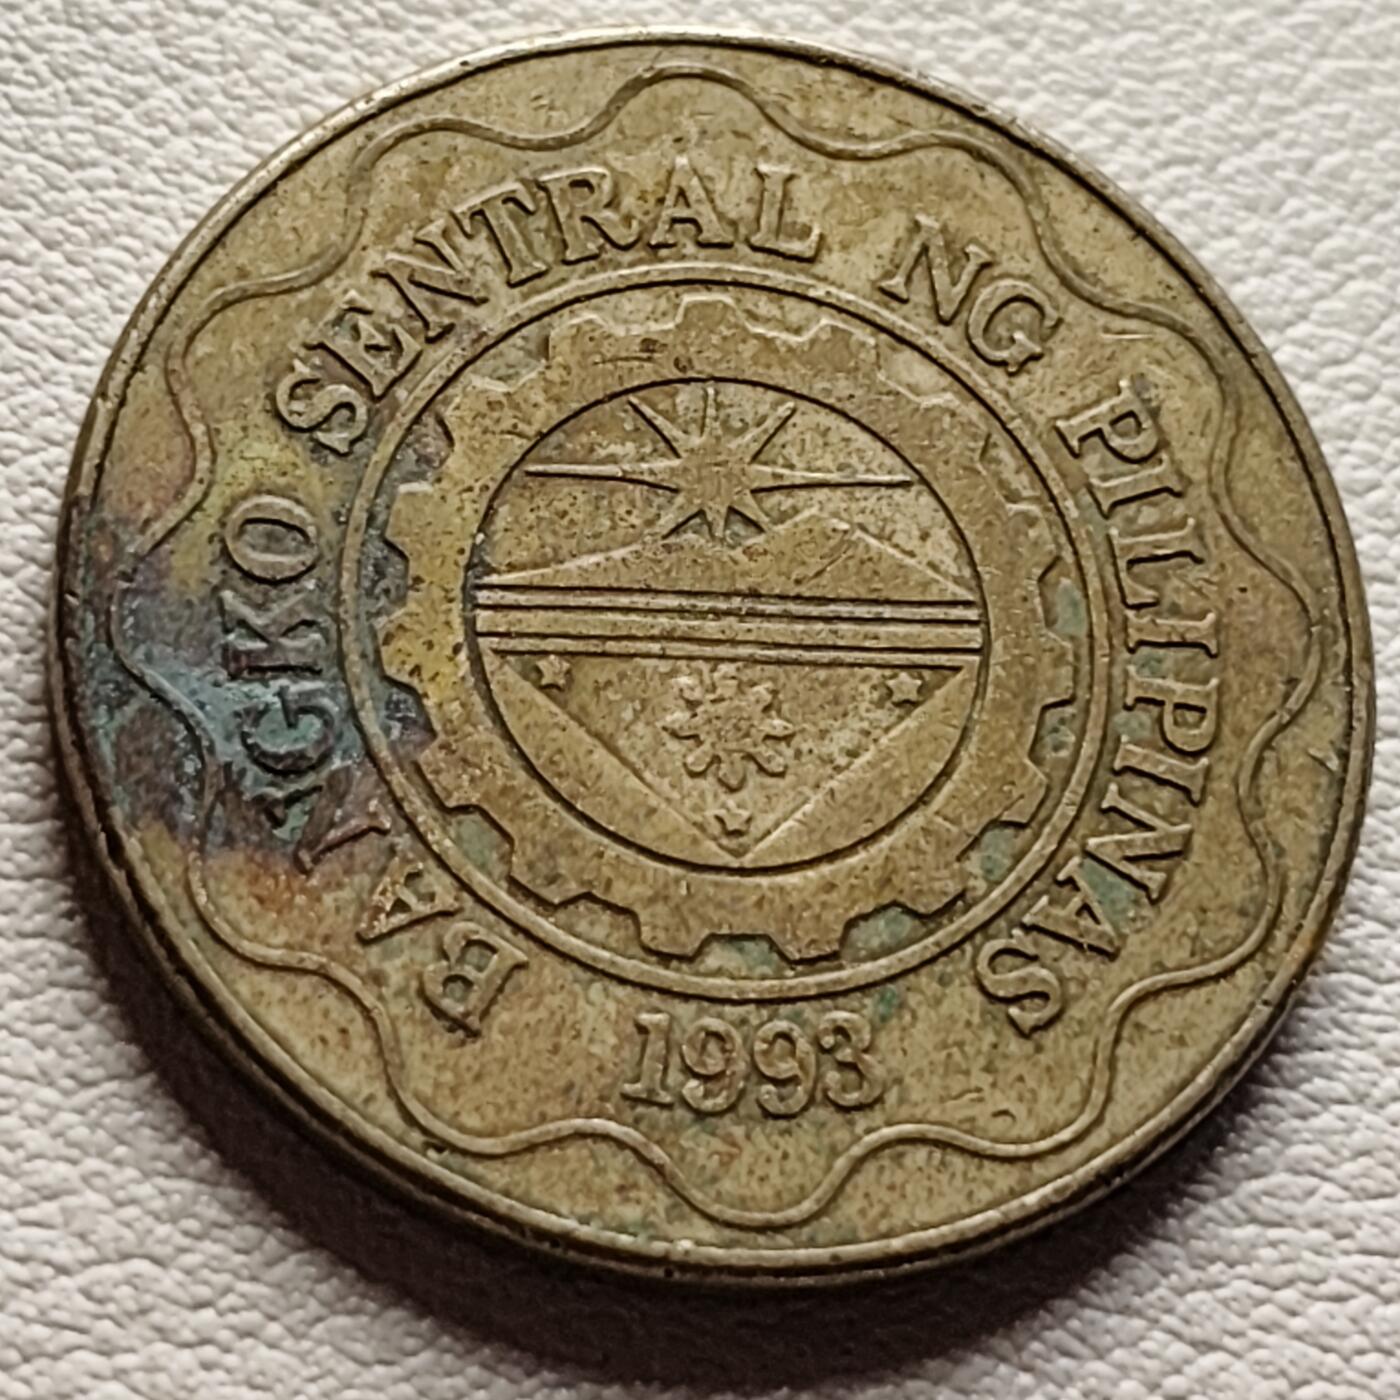 BANGKO SENTRAL NG PILIPINAS
1993